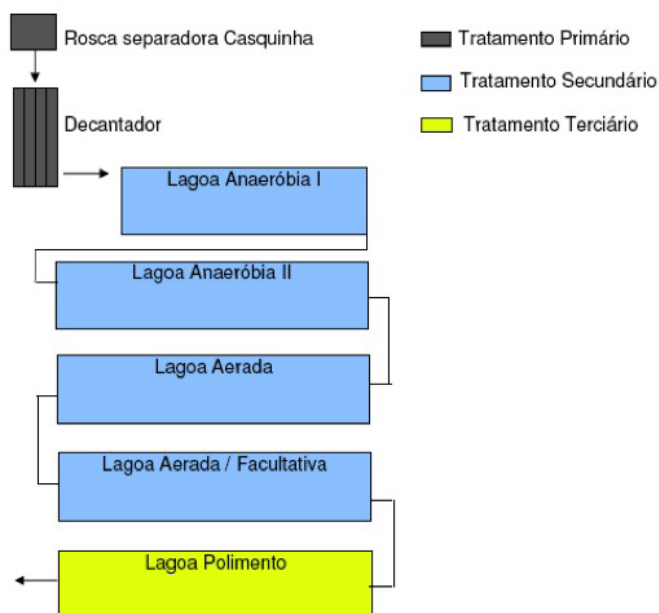 Rosca separadora Casquinha
Decantador
Tratamento Primário
Tratamento Secundário
Tratamento Terciário
Lagoa Anaeróbia I
Lagoa Anaeróbia II
Lagoa Aerada
Lagoa Aerada / Facultativa
Lagoa Polimento